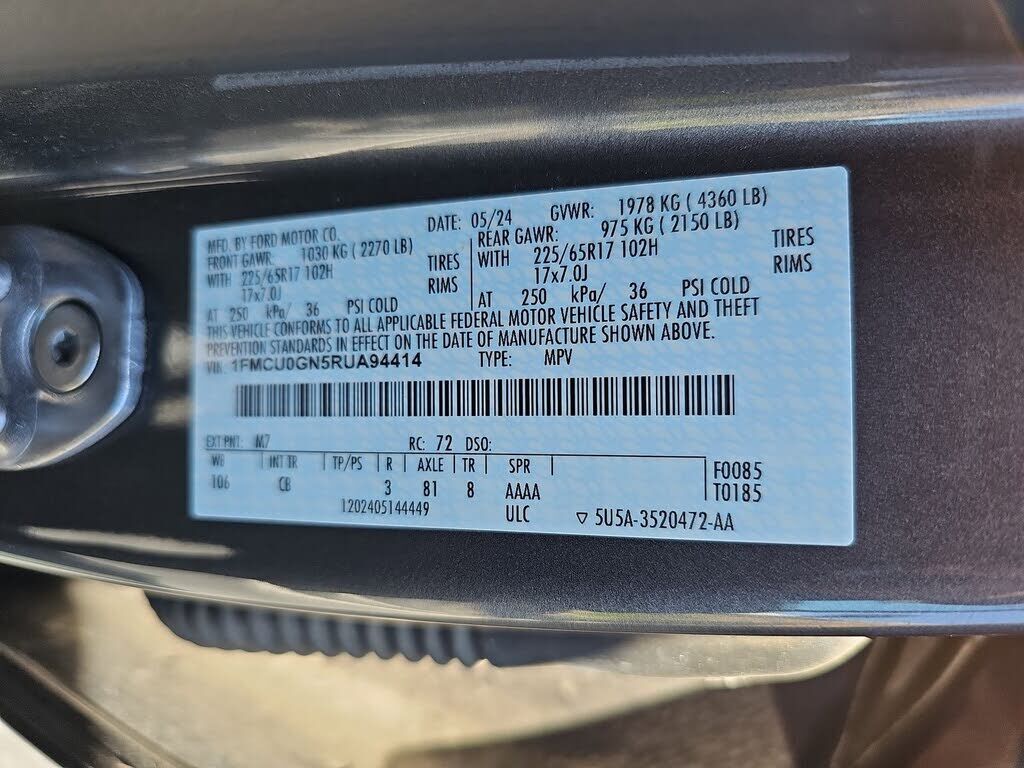 MFG. BY FORD MOTOR CO.
DATE: 05/24 GVWR: 1978 KG ( 4360 LB)
FRONT GAWR: 1030 KG ( 2270 LB)
WITH 225/65R17 102H TIRES
17x7.0J RIMS
AT 250 kPa/ 36 PSI COLD
REAR GAWR: 975 KG ( 2150 LB)
WITH 225/65R17 102H TIRES
17x7.0J RIMS
AT 250 kPa/ 36 PSI COLD
THIS VEHICLE CONFORMS TO ALL APPLICABLE FEDERAL MOTOR VEHICLE SAFETY AND THEFT
PREVENTION STANDARDS IN EFFECT ON THE DATE OF MANUFACTURE SHOWN ABOVE.
VIN: 1FMCU0GN5RUA94414 TYPE: MPV
EXT PNT: M7 RC: 72 DSO:
WB INT TR TP/PS R AXLE TR SPR F0085
106 CB 3 81 8 AAAA T0185
1202405144449 ULC ▽ 5U5A-3520472-AA